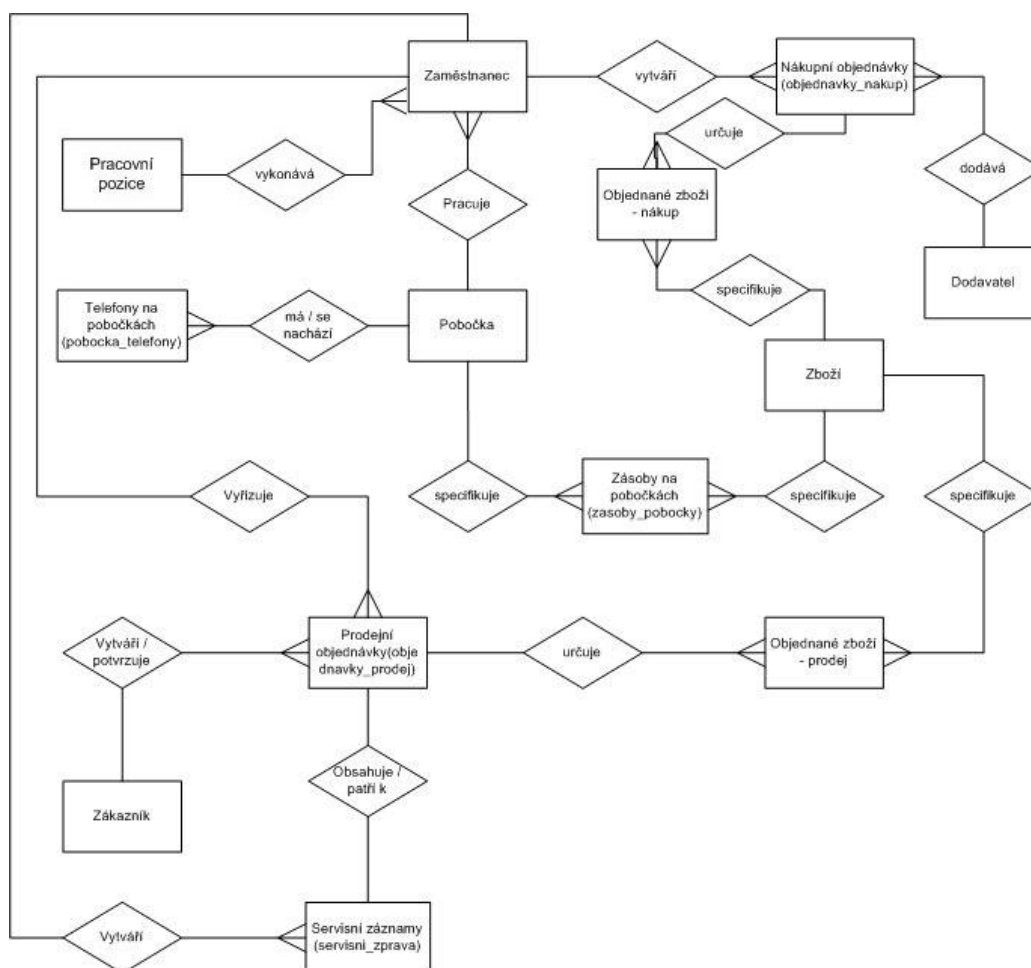 Zaměstnanec
vytváří
Nákupní objednávky
(objednavky_nakup)
určuje
Pracovní
pozice
vykonává
Pracuje
Objednané zboží
- nákup
dodává
Dodavatel
specifikuje
Telefony na
pobočkách
(pobocka_telefony)
má / se
nachází
Pobočka
Zboží
Vyřizuje
specifikuje
Zásoby na
pobočkách
(zasoby_pobocky)
specifikuje
specifikuje
Vytváří /
potvrzuje
Prodejní
objednávky(obje
dnavky_prodej)
určuje
Objednané zboží
- prodej
Obsahuje /
patří k
Zákazník
Vytváří
Servisní záznamy
(servisni_zprava)